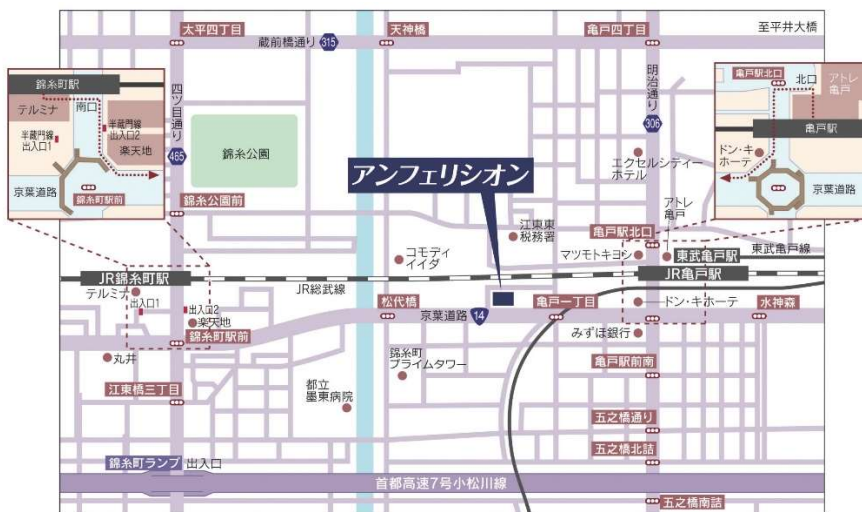 太平四丁目
蔵前橋通り
315
天神橋
亀戸四丁目
至平井大橋
錦糸町駅
テルミナ
南口
半蔵門線
出入口1
半蔵門線
出入口2
楽天地
京葉道路
錦糸町駅前
四ツ目通り
465
錦糸公園
錦糸公園前
アンフェリシオン
明治通り
306
エクセルシティー
ホテル
亀戸駅北口
北口
アトレ
亀戸
亀戸駅
ドン・キ
ホーテ
京葉道路
江東東
税務署
亀戸駅北口
アトレ
亀戸
マツモトキヨシ
東武亀戸駅
東武亀戸線
コモディ
イイダ
JR錦糸町駅
JR総武線
JR亀戸駅
テルミナ
出入口1
出入口2
楽天地
錦糸町駅前
松代橋
京葉道路
14
亀戸一丁目
ドン・キホーテ
水神森
みずほ銀行
丸井
江東橋三丁目
都立
墨東病院
錦糸町
プライムタワー
亀戸駅前南
五之橋通り
五之橋北詰
錦糸町ランプ
出入口
首都高速7号小松川線
五之橋南詰